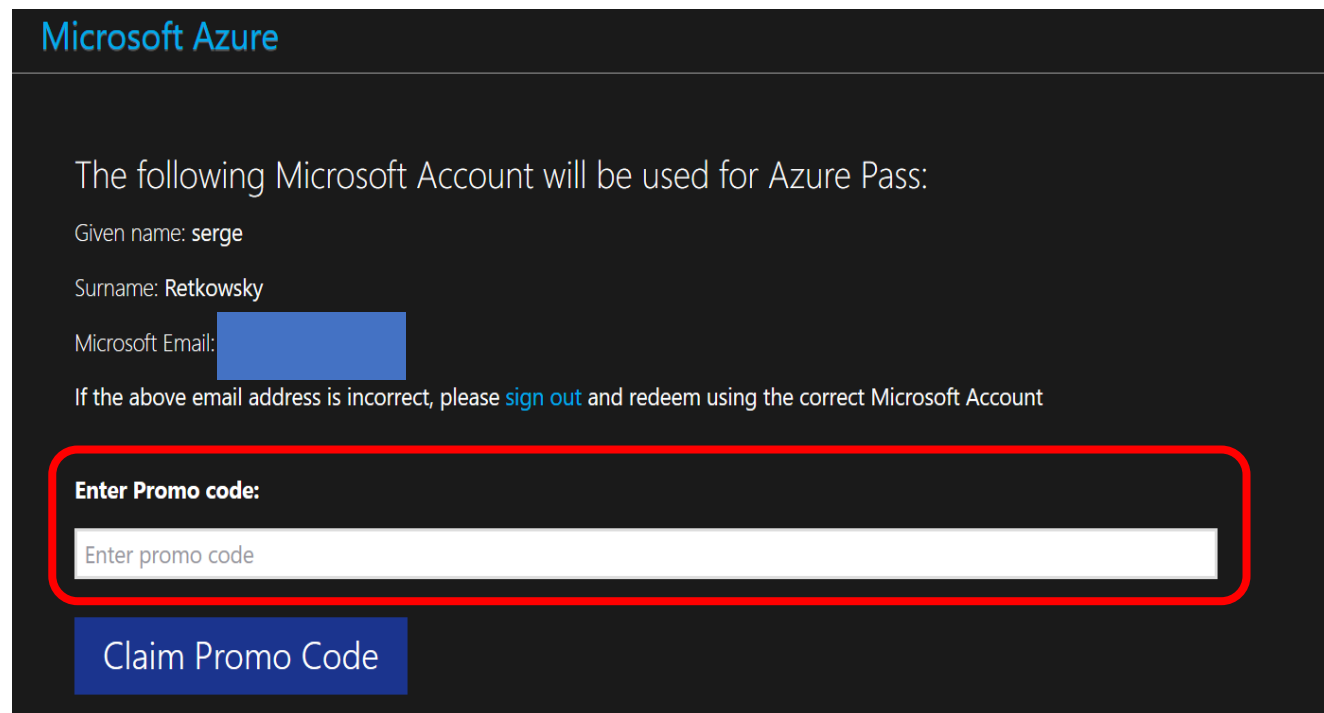 Microsoft Azure
The following Microsoft Account will be used for Azure Pass:
Given name: serge
Surname: Retkowsky
Microsoft Email:
If the above email address is incorrect, please sign out and redeem using the correct Microsoft Account
Enter Promo code:
Enter promo code
Claim Promo Code